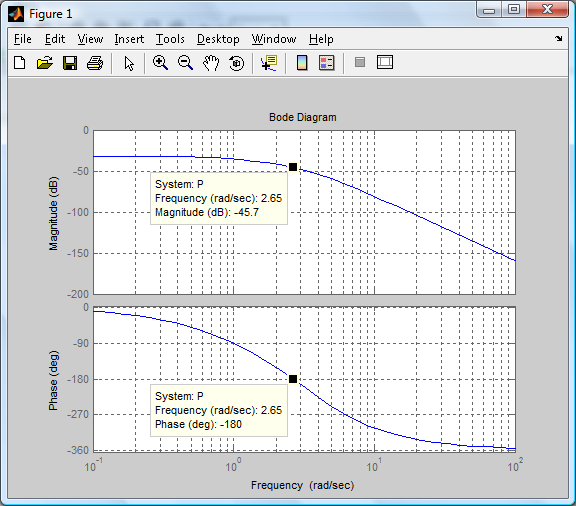 Figure 1
File Edit View Insert Tools Desktop Window Help
Bode Diagram
Magnitude (dB)
0
-50
-100
-150
-200
System: P
Frequency (rad/sec): 2.65
Magnitude (dB): -45.7
Phase (deg)
0
-90
-180
-270
-360
System: P
Frequency (rad/sec): 2.65
Phase (deg): -180
10^-1 10^0 10^1 10^2
Frequency (rad/sec)